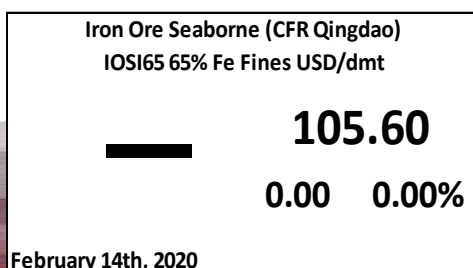 Iron Ore Seaborne (CFR Qingdao)
IOSI65 65% Fe Fines USD/dmt
105.60
0.00 0.00%
February 14th, 2020